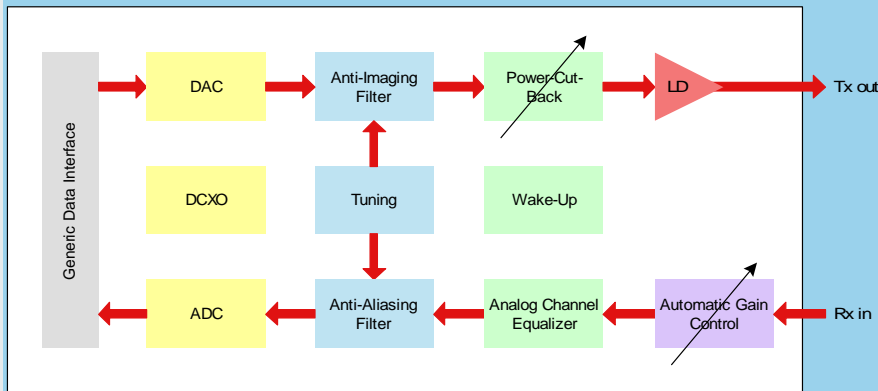 Generic Data Interface
DAC
Anti-Imaging
Filter
Power-Cut-
Back
LD
Tx out
DCXO
Tuning
Wake-Up
ADC
Anti-Aliasing
Filter
Analog Channel
Equalizer
Automatic Gain
Control
Rx in